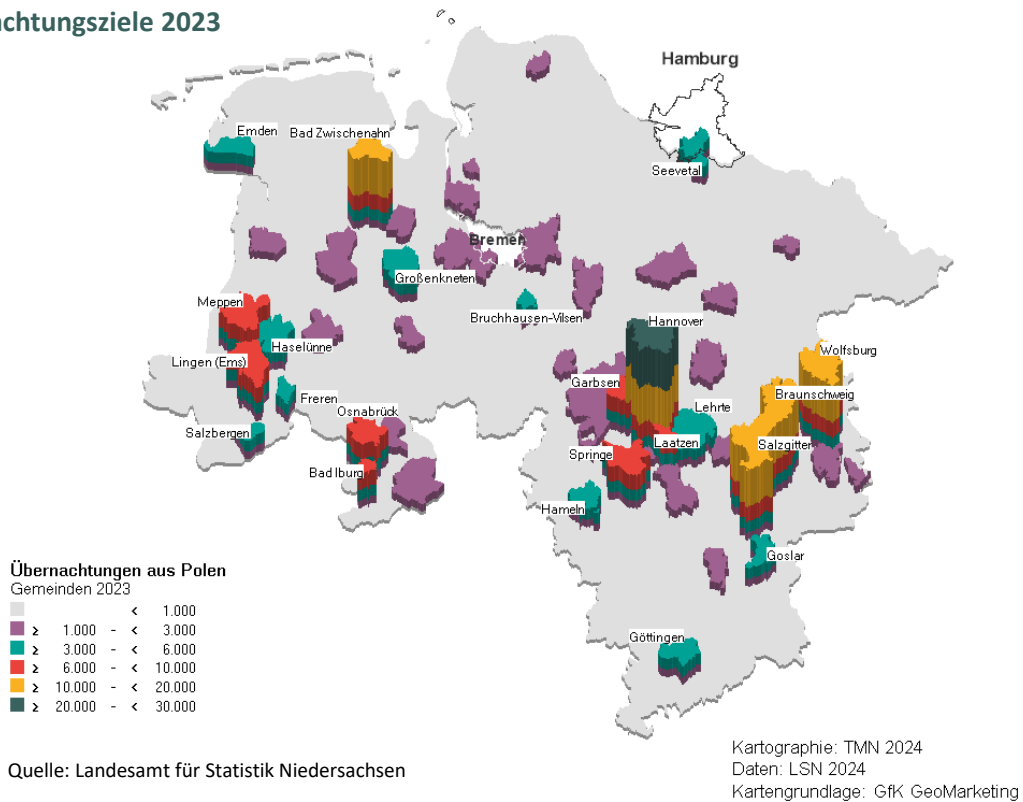 achtungsziele 2023
Hamburg
Emden
Bad Zwischenahn
Seevetal
Bremen
Großenkneten
Meppen
Bruchhausen-Vilsen
Hannover
Haselünne
Wolfsburg
Lingen (Ems)
Garbsen
Braunschweig
Freren
Lehrte
Osnabrück
Salzbergen
Laatzen
Salzgitter
Springe
Bad Iburg
Hameln
Goslar
Göttingen
Übernachtungen aus Polen
Gemeinden 2023
< 1.000
≥ 1.000 - < 3.000
≥ 3.000 - < 6.000
≥ 6.000 - < 10.000
≥ 10.000 - < 20.000
≥ 20.000 - < 30.000
Quelle: Landesamt für Statistik Niedersachsen
Kartographie: TMN 2024
Daten: LSN 2024
Kartengrundlage: GfK GeoMarketing